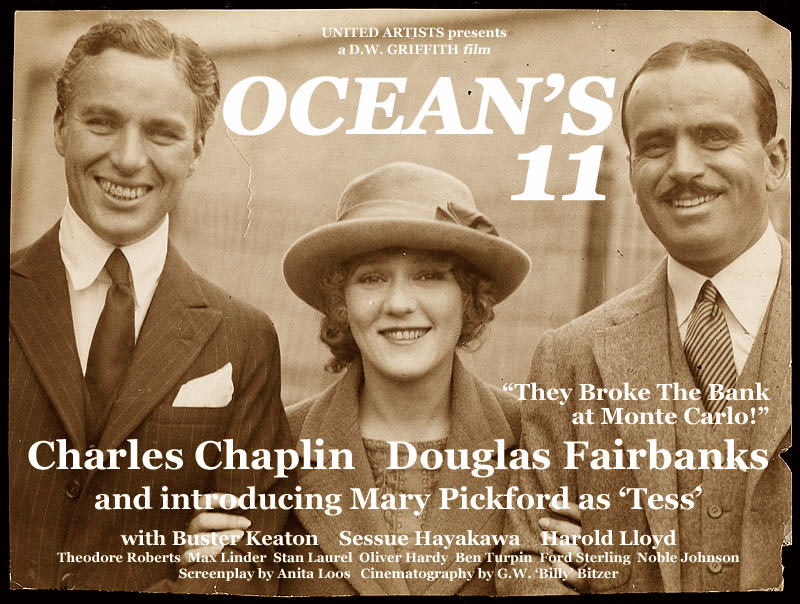 UNITED ARTISTS presents
a D.W. GRIFFITH film
OCEAN’S
11
“They Broke The Bank
at Monte Carlo!”
Charles Chaplin Douglas Fairbanks
and introducing Mary Pickford as ‘Tess’
with Buster Keaton Sessue Hayakawa Harold Lloyd
Theodore Roberts Max Linder Stan Laurel Oliver Hardy Ben Turpin Ford Sterling Noble Johnson
Screenplay by Anita Loos Cinematography by G.W. ‘Billy’ Bitzer